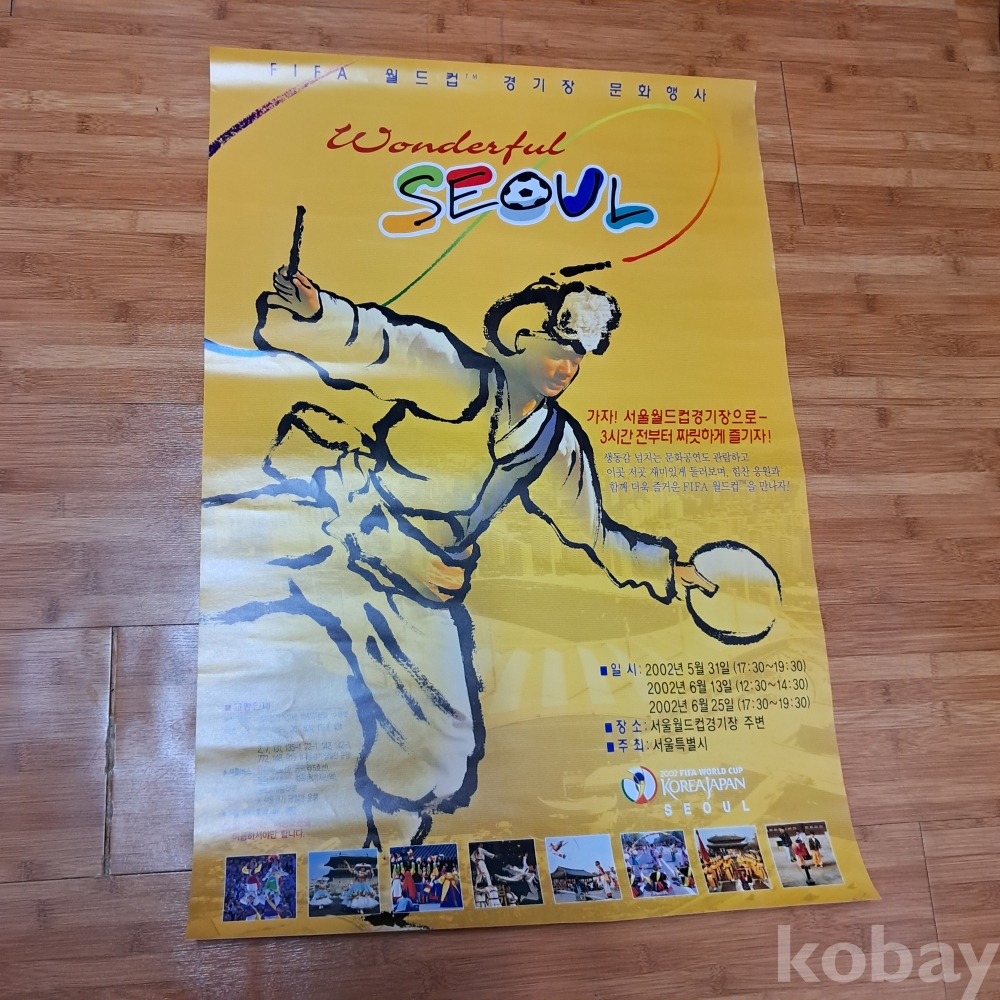 FIFA 월드컵™ 경기장 문화행사
Wonderful
SEOUL
가자! 서울월드컵경기장으로–
3시간 전부터 짜릿하게 즐기자!
생동감 넘치는 문화공연도 관람하고
이곳 저곳 재미있게 둘러보며, 힘찬 응원과
함께 더욱 즐거운 FIFA 월드컵™을 만나자!
■일 시: 2002년 5월 31일 (17:30~19:30)
2002년 6월 13일 (12:30~14:30)
2002년 6월 25일 (17:30~19:30)
■장 소: 서울월드컵경기장 주변
■주 최: 서울특별시
2002 FIFA WORLD CUP
KOREA JAPAN
SEOUL
합니다.
kobay